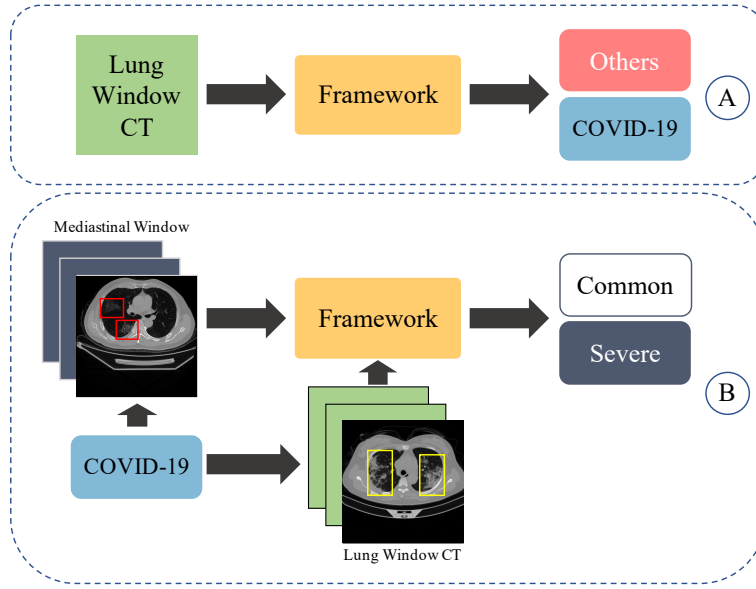 Lung
Window
CT
Framework
Others
COVID-19
A
Mediastinal Window
Framework
Common
Severe
B
COVID-19
Lung Window CT